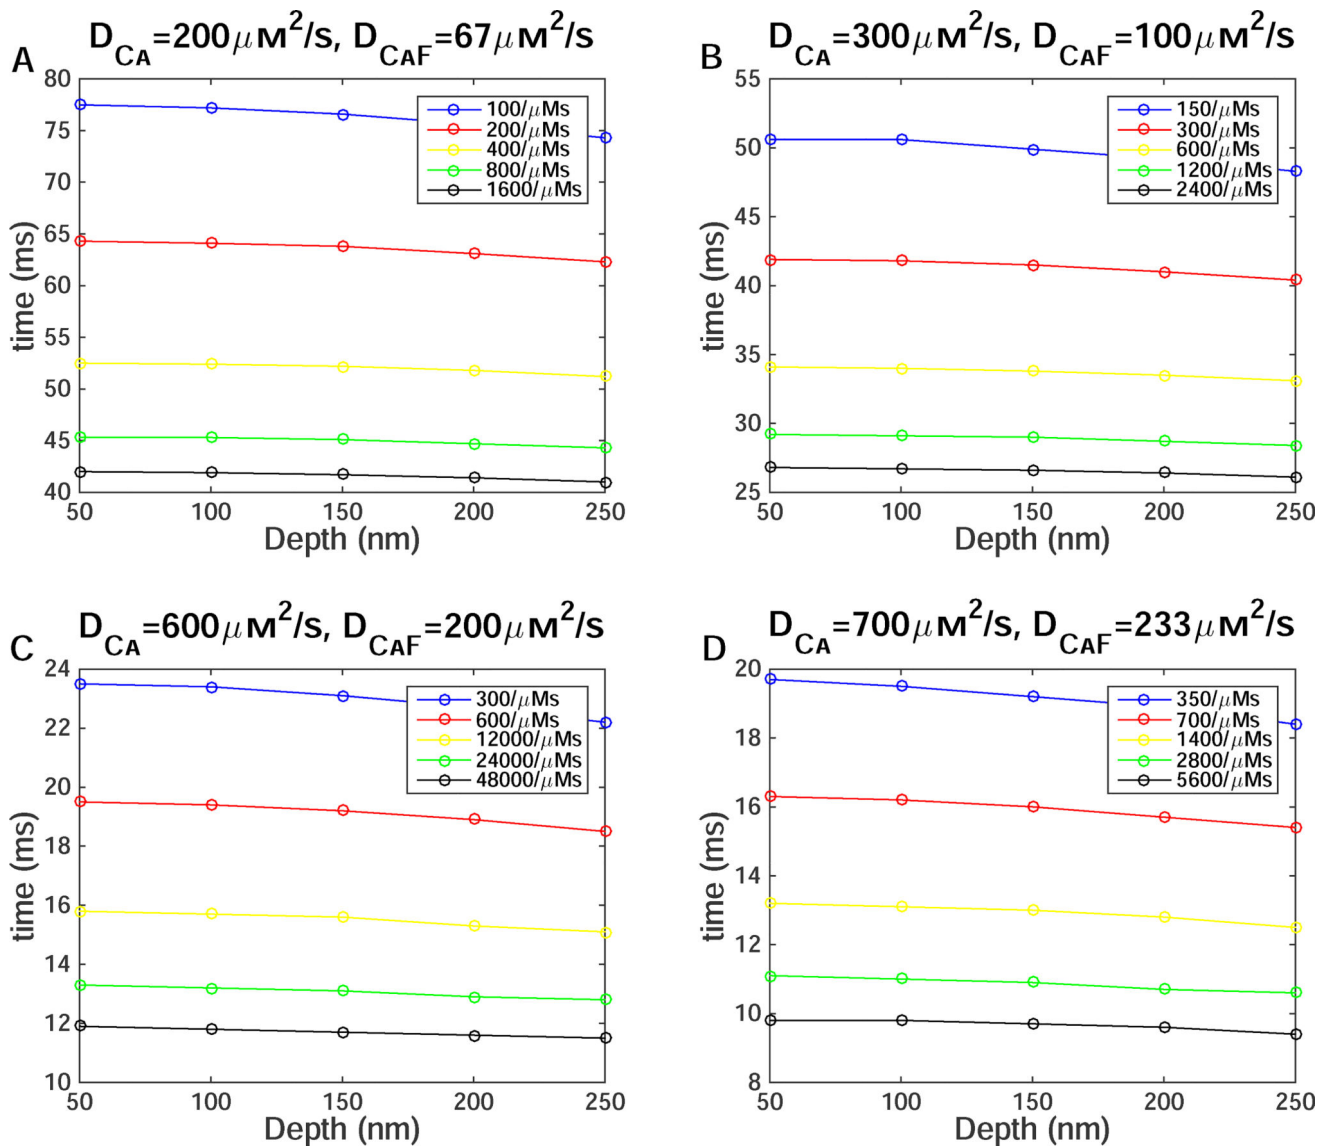 A
D_CA=200μM²/s, D_CAF=67μM²/s
80
75
70
65
60
55
50
45
40
time (ms)
100/μMs
200/μMs
400/μMs
800/μMs
1600/μMs
50 100 150 200 250
Depth (nm)
B
D_CA=300μM²/s, D_CAF=100μM²/s
55
50
45
40
35
30
25
time (ms)
150/μMs
300/μMs
600/μMs
1200/μMs
2400/μMs
50 100 150 200 250
Depth (nm)
C
D_CA=600μM²/s, D_CAF=200μM²/s
24
22
20
18
16
14
12
10
time (ms)
300/μMs
600/μMs
12000/μMs
24000/μMs
48000/μMs
50 100 150 200 250
Depth (nm)
D
D_CA=700μM²/s, D_CAF=233μM²/s
20
18
16
14
12
10
8
time (ms)
350/μMs
700/μMs
1400/μMs
2800/μMs
5600/μMs
50 100 150 200 250
Depth (nm)